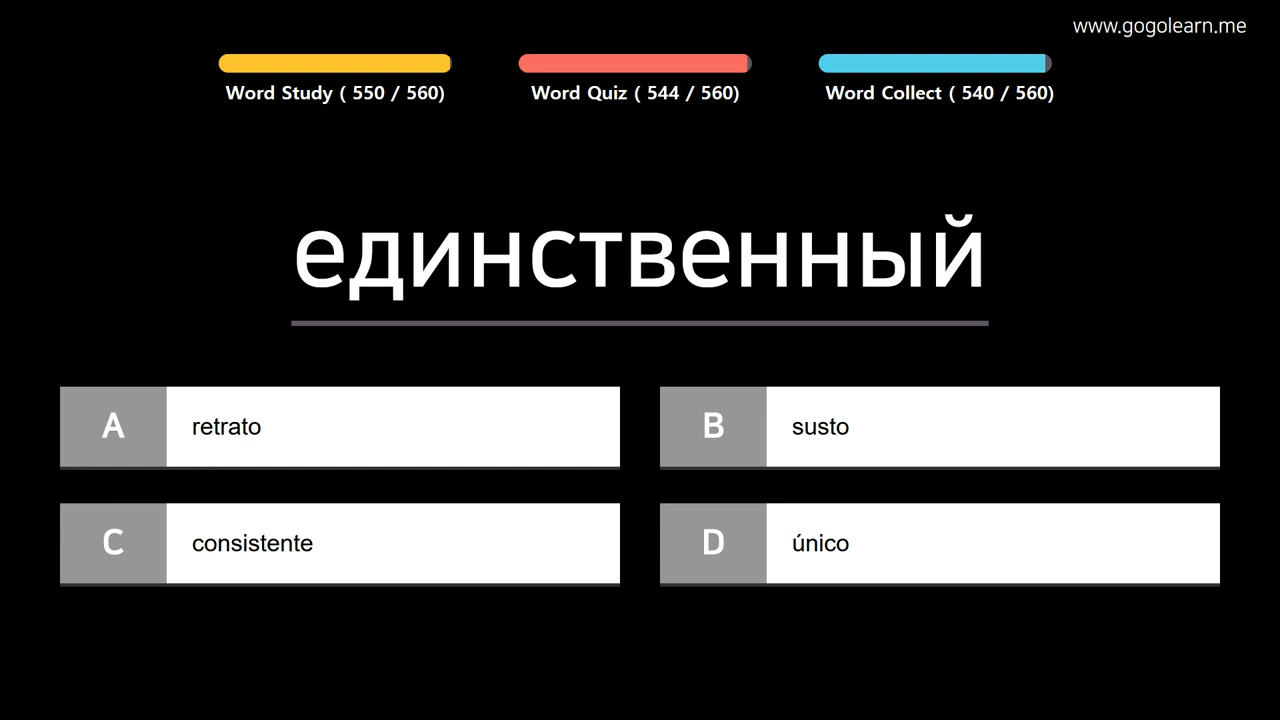 www.gogolearn.me
Word Study ( 550 / 560)
Word Quiz ( 544 / 560)
Word Collect ( 540 / 560)
единственный
A retrato
B susto
C consistente
D único